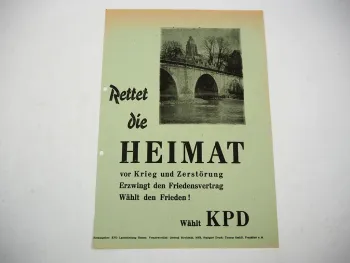 Rettet
die
HEIMAT
vor Krieg und Zerstörung
Erzwingt den Friedensvertrag
Wählt den Frieden!
Wählt KPD